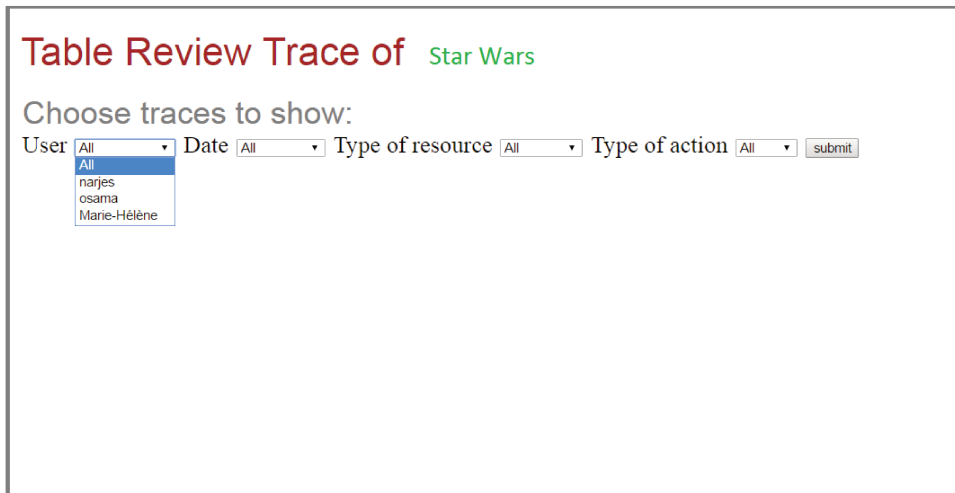 Table Review Trace of Star Wars
Choose traces to show:
User All Date All Type of resource All Type of action All submit
All
narjes
osama
Marie-Hélène